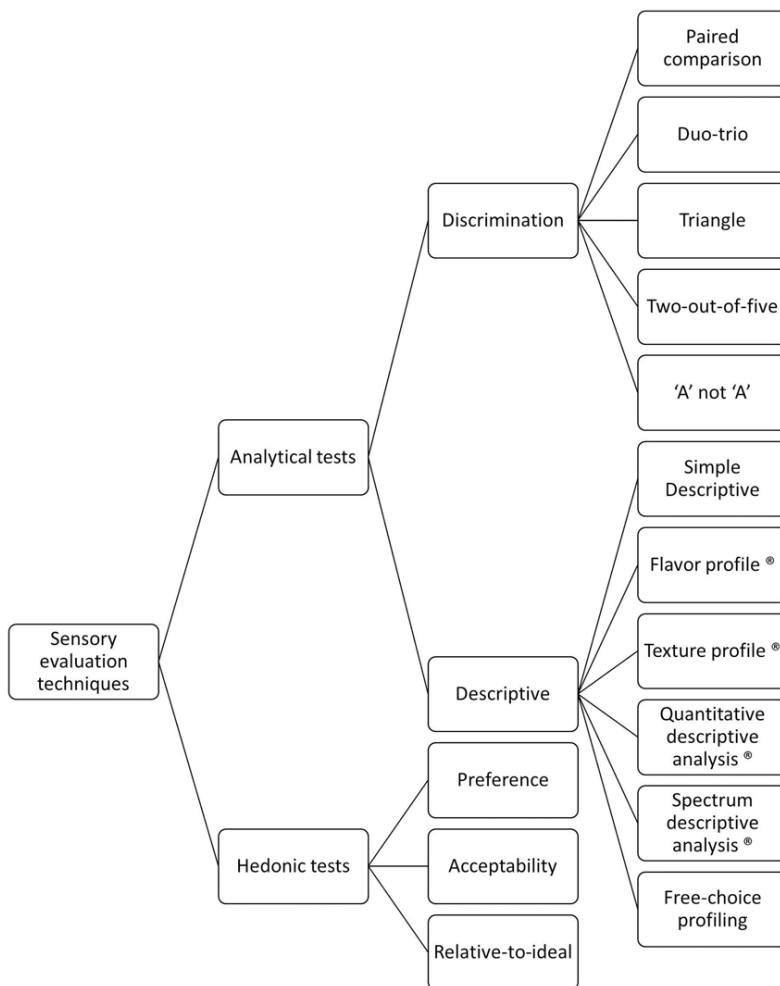 Paired
comparison
Duo-trio
Discrimination
Triangle
Two-out-of-five
‘A’ not ‘A’
Analytical tests
Simple
Descriptive
Flavor profile ®
Sensory
evaluation
techniques
Texture profile ®
Descriptive
Quantitative
descriptive
analysis ®
Preference
Spectrum
descriptive
analysis ®
Hedonic tests
Acceptability
Free-choice
profiling
Relative-to-ideal